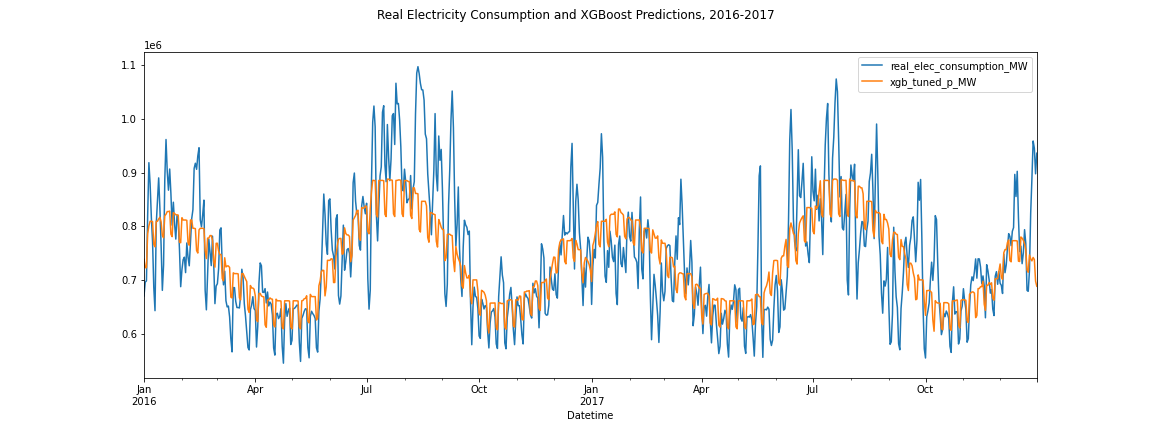 Real Electricity Consumption and XGBoost Predictions, 2016-2017
1e6
real_elec_consumption_MW
xgb_tuned_p_MW
1.1
1.0
0.9
0.8
0.7
0.6
Jan Apr Jul Oct Jan Apr Jul Oct
2016 2017
Datetime